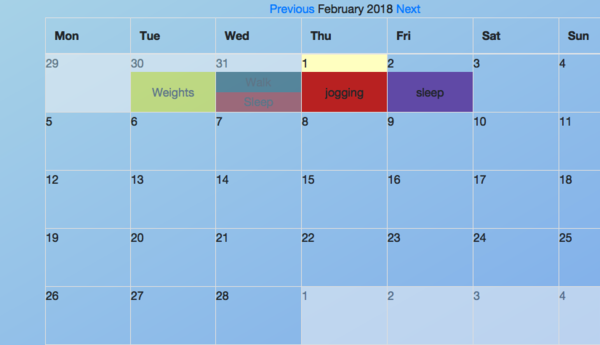 Previous February 2018 Next
Mon Tue Wed Thu Fri Sat Sun
29 30 31 1 2 3 4
Weights Walk jogging sleep
Sleep
5 6 7 8 9 10 11
12 13 14 15 16 17 18
19 20 21 22 23 24 25
26 27 28 1 2 3 4